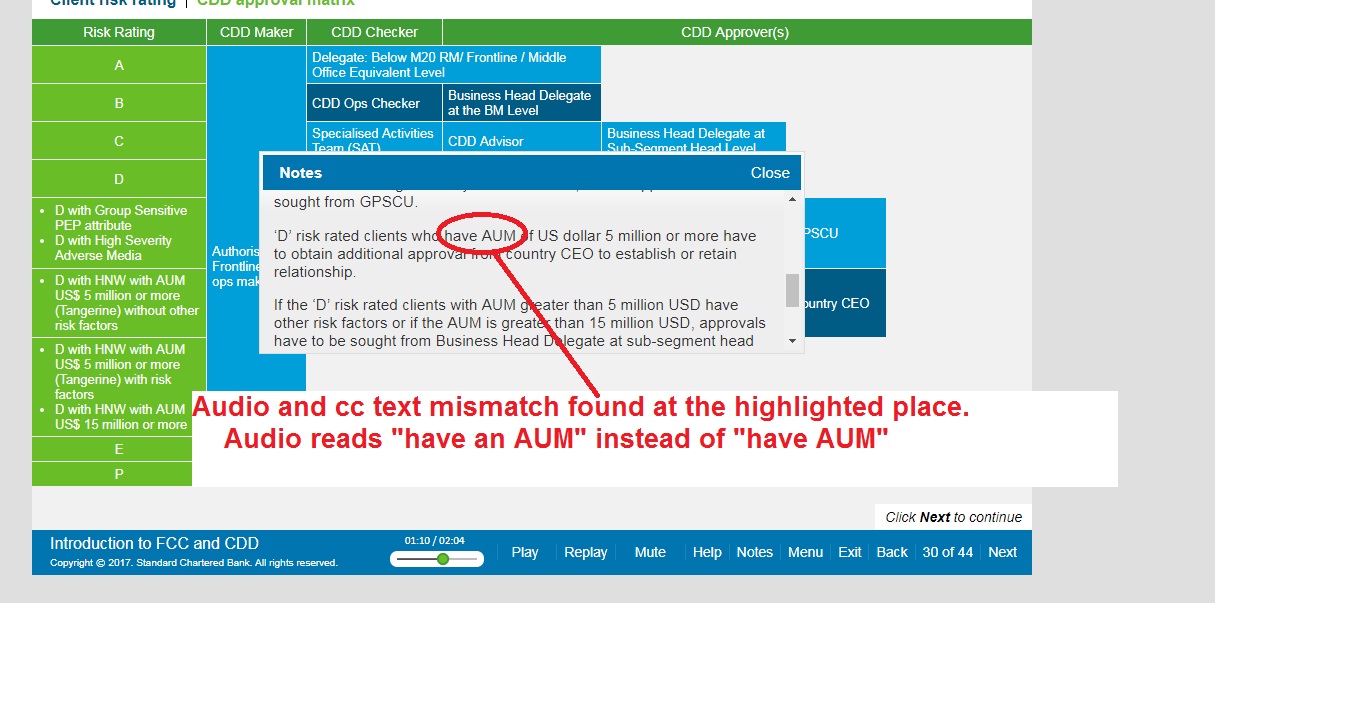 Client risk rating | CDD approval matrix
Risk Rating
CDD Maker
CDD Checker
CDD Approver(s)
A
Delegate: Below M20 RM/ Frontline / Middle
Office Equivalent Level
B
CDD Ops Checker
Business Head Delegate
at the BM Level
C
Specialised Activities
Team (SAT)
CDD Advisor
Business Head Delegate at
Sub-Segment Head Level
D
• D with Group Sensitive
PEP attribute
• D with High Severity
Adverse Media
• D with HNW with AUM
US$ 5 million or more
(Tangerine) without other
risk factors
• D with HNW with AUM
US$ 5 million or more
(Tangerine) with risk
factors
• D with HNW with AUM
US$ 15 million or more
E
P
Frontline
Notes
Close
sought from GPSCU.
‘D’ risk rated clients who have AUM of US dollar 5 million or more have
to obtain additional approval from country CEO to establish or retain
relationship.
If the ‘D’ risk rated clients with AUM greater than 5 million USD have
other risk factors or if the AUM is greater than 15 million USD, approvals
have to be sought from Business Head Delegate at sub-segment head
CEO
Audio and cc text mismatch found at the highlighted place.
Audio reads "have an AUM" instead of "have AUM"
Click Next to continue
Introduction to FCC and CDD
Copyright © 2017. Standard Chartered Bank. All rights reserved.
01:10 / 02:04
Play
Replay
Mute
Help
Notes
Menu
Exit
Back
30 of 44
Next